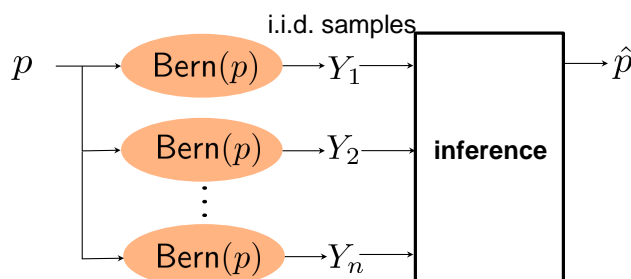 i.i.d. samples
p Bern(p) Y₁ p̂
Bern(p) Y₂ inference
Bern(p) Yₙ